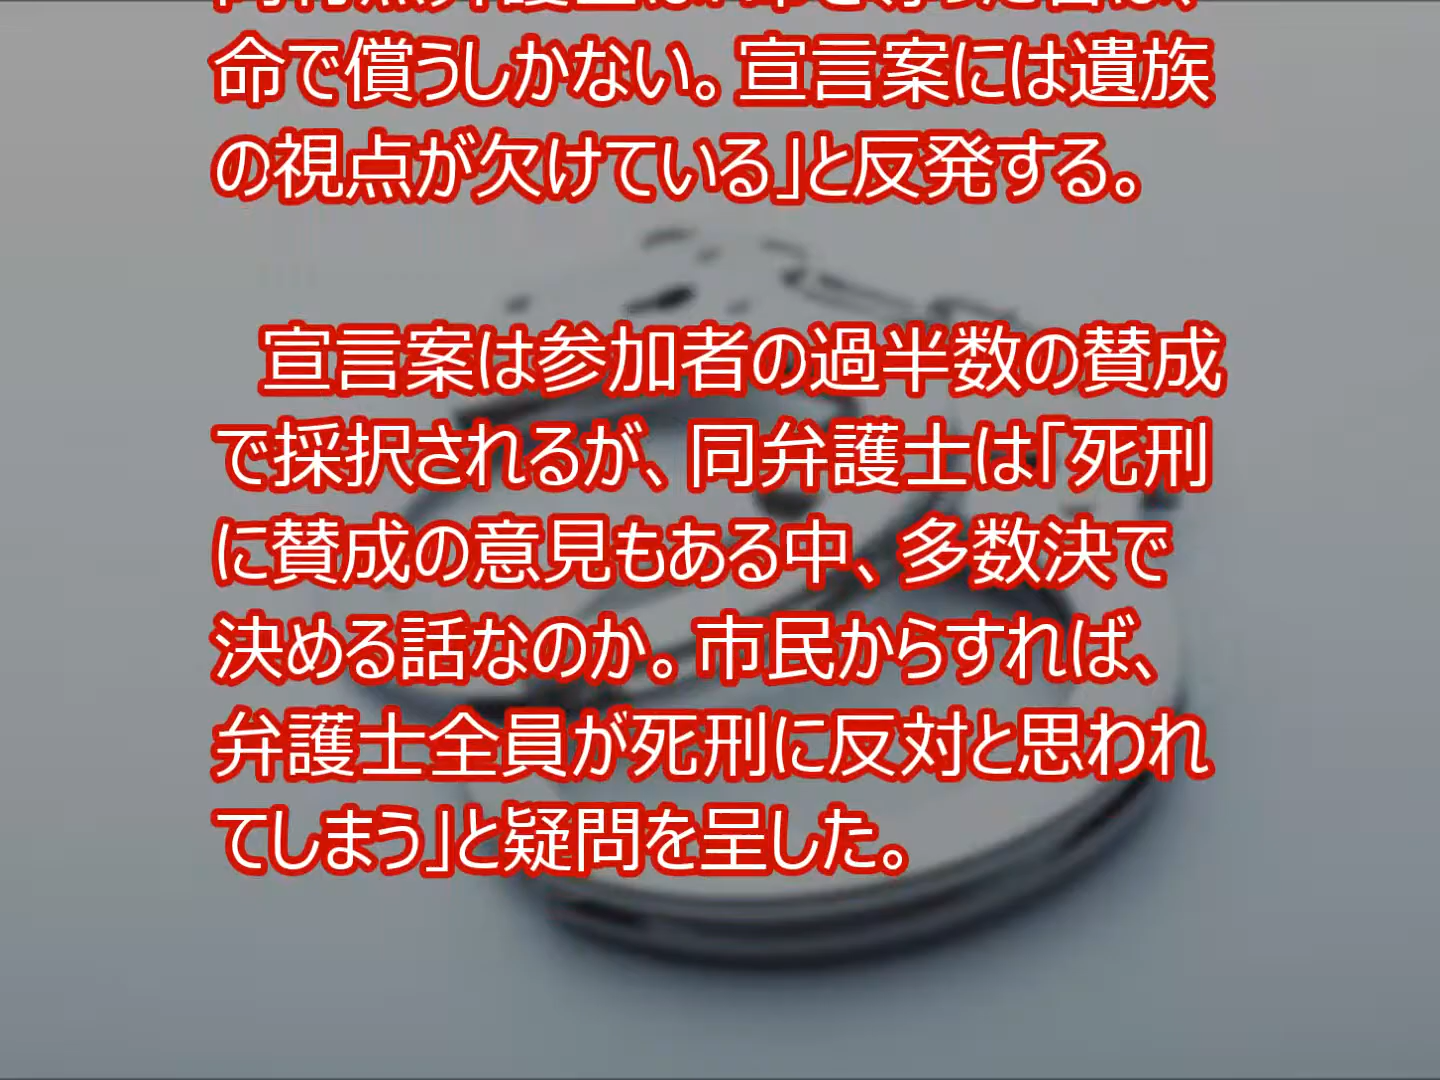 命で償うしかない。宣言案には遺族
の視点が欠けている」と反発する。
宣言案は参加者の過半数の賛成
で採択されるが、同弁護士は「死刑
に賛成の意見もある中、多数決で
決める話なのか。市民からすれば、
弁護士全員が死刑に反対と思われ
てしまう」と疑問を呈した。